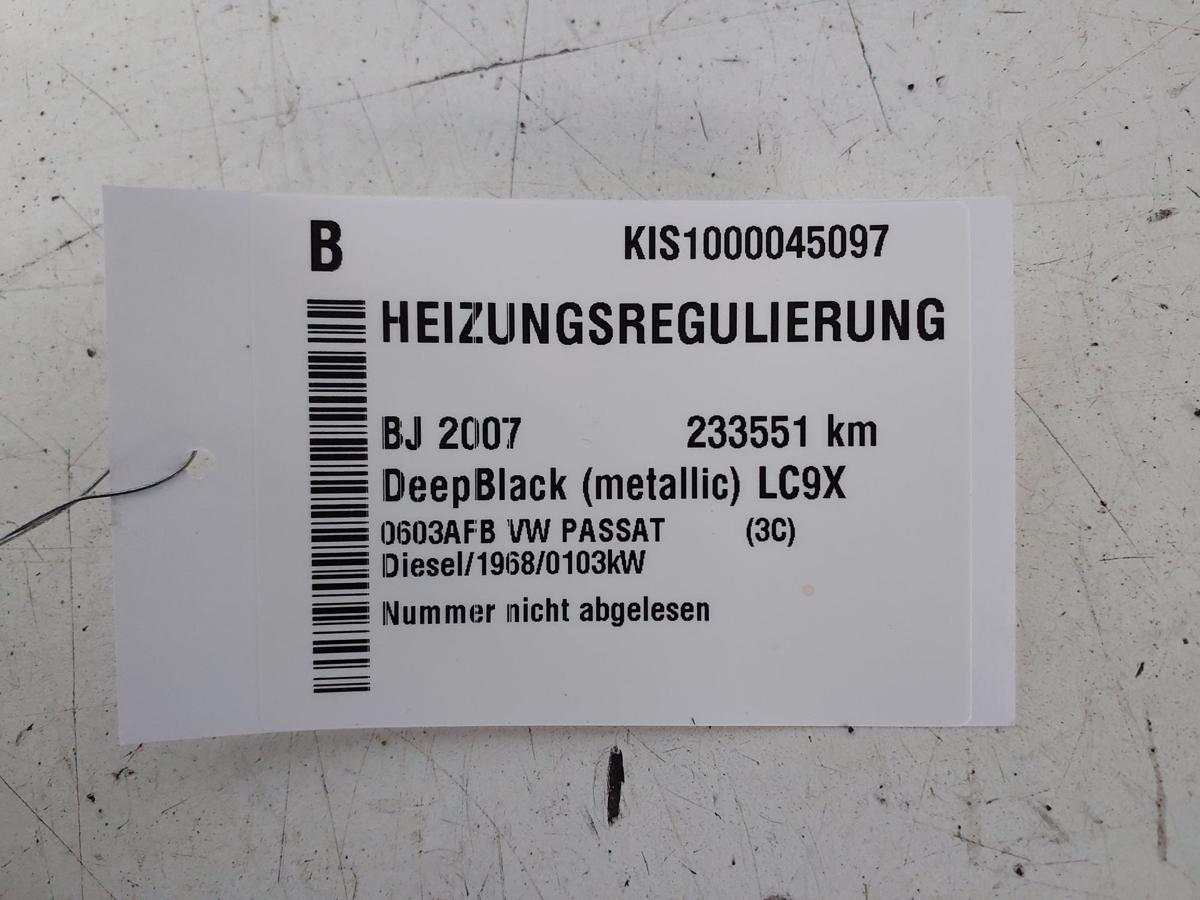 B KIS1000045097
HEIZUNGSREGULIERUNG
BJ 2007 233551 km
DeepBlack (metallic) LC9X
0603AFB VW PASSAT (3C)
Diesel/1968/0103kW
Nummer nicht abgelesen